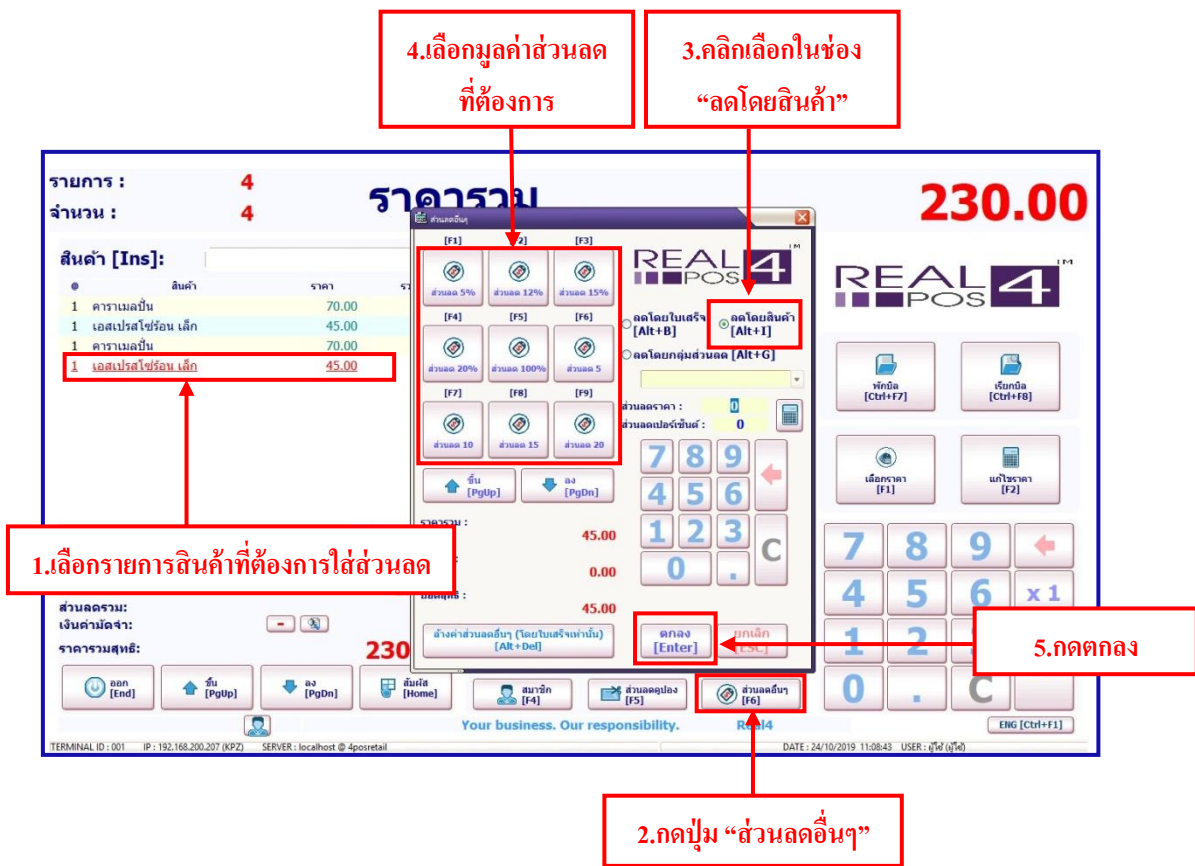 4.เลือกมูลค่าส่วนลด
ที่ต้องการ
3.คลิกเลือกในช่อง
“ลดโดยสินค้า”
รายการ : 4
จำนวน : 4
ราคารวม
230.00
สินค้า [Ins]:
@ สินค้า ราคา
1 คาราเมลปั่น 70.00
1 เอสเปรสโซ่ร้อน เล็ก 45.00
1 คาราเมลปั่น 70.00
1 เอสเปรสโซ่ร้อน เล็ก 45.00
ส่วนลดอื่นๆ
[F1] [F2] [F3]
ส่วนลด 5% ส่วนลด 12% ส่วนลด 15%
[F4] [F5] [F6]
ส่วนลด 20% ส่วนลด 100% ส่วนลด 5
[F7] [F8] [F9]
ส่วนลด 10 ส่วนลด 15 ส่วนลด 20
ขึ้น
[PgUp]
ลง
[PgDn]
REAL 4 TM
POS
ลดโดยใบเสร็จ
[Alt+B]
ลดโดยสินค้า
[Alt+I]
ลดโดยกลุ่มส่วนลด [Alt+G]
ส่วนลดราคา : 0
ส่วนลดเปอร์เซ็นต์ : 0
7 8 9
4 5 6
1 2 3 C
0 .
ราคารวม :
45.00
0.00
ยอดสุทธิ :
45.00
ล้างค่าส่วนลดอื่นๆ (โดยใบเสร็จเท่านั้น)
[Alt+Del]
ตกลง
[Enter]
ยกเลิก
[ESC]
REAL 4 TM
POS
พักบิล
[Ctrl+F7]
เรียกบิล
[Ctrl+F8]
เลือกราคา
[F1]
แก้ไขราคา
[F2]
7 8 9
4 5 6 x 1
1 2
0 . C
1.เลือกรายการสินค้าที่ต้องการใส่ส่วนลด
5.กดตกลง
ส่วนลดรวม:
เงินค่ามัดจำ:
ราคารวมสุทธิ: 230
ออก
[End]
ขึ้น
[PgUp]
ลง
[PgDn]
สัมผัส
[Home]
สมาชิก
[F4]
ส่วนลดคูปอง
[F5]
ส่วนลดอื่นๆ
[F6]
Your business. Our responsibility. Real4
ENG [Ctrl+F1]
TERMINAL ID : 001 IP : 192.168.200.207 (KPZ) SERVER : localhost @ 4posretail DATE : 24/10/2019 11:08:43 USER : ผู้ใช้ (ผู้ใช้)
2.กดปุ่ม “ส่วนลดอื่นๆ”